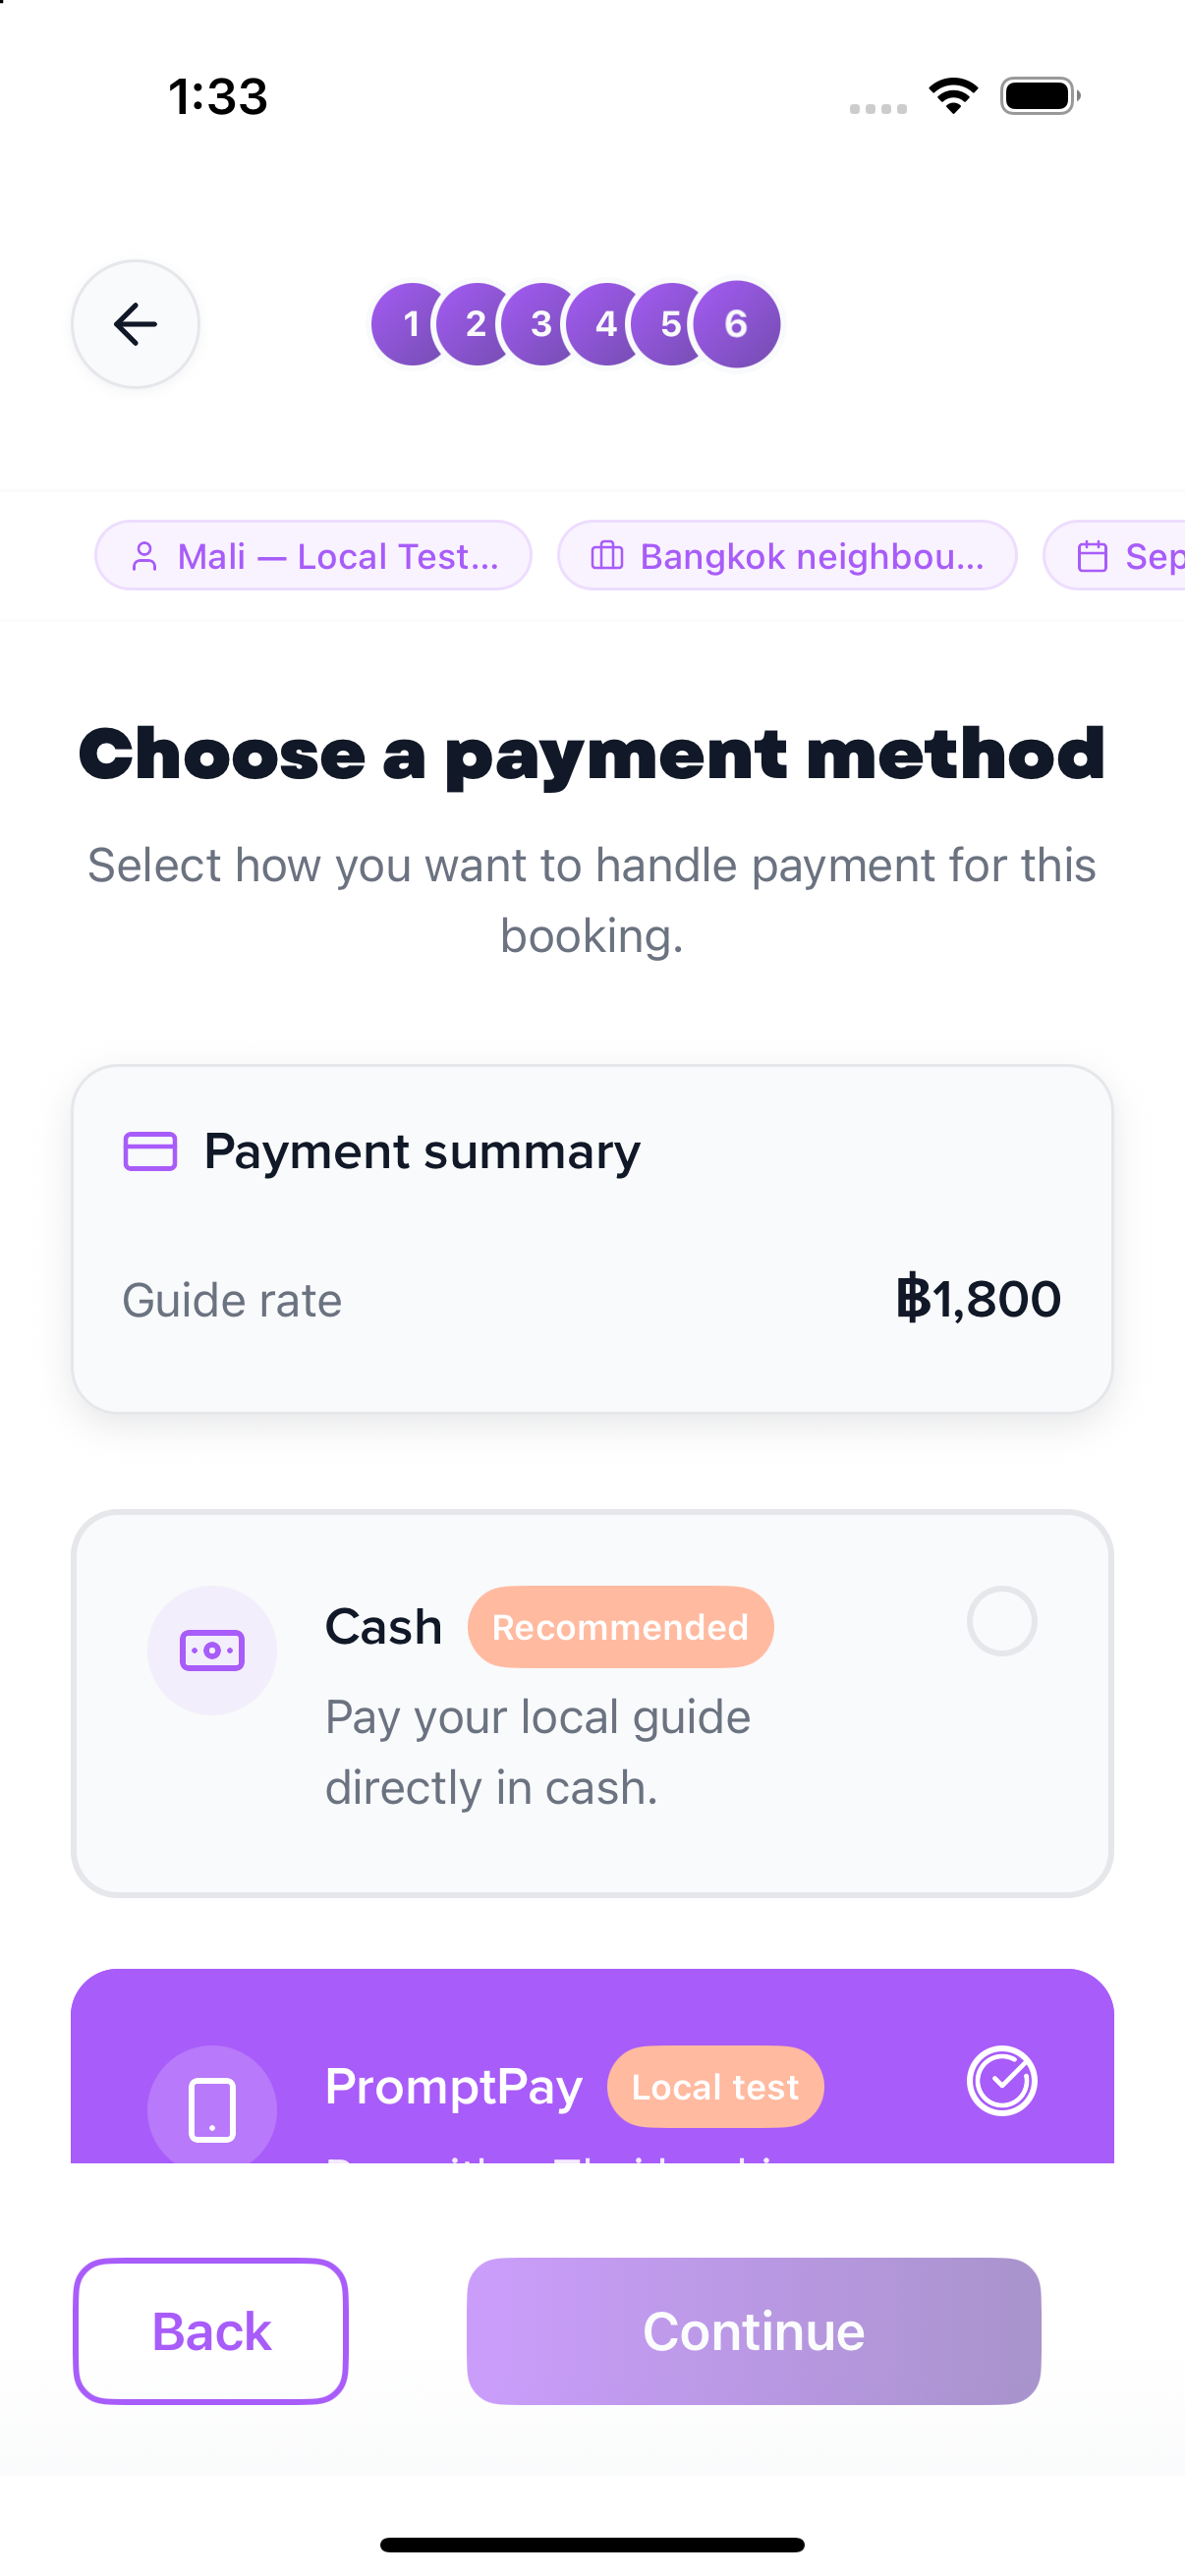 1:33
1 2 3 4 5 6
Mali — Local Test... Bangkok neighbou... Sep
Choose a payment method
Select how you want to handle payment for this
booking.
Payment summary
Guide rate ฿1,800
Cash Recommended
Pay your local guide
directly in cash.
PromptPay Local test
Back Continue